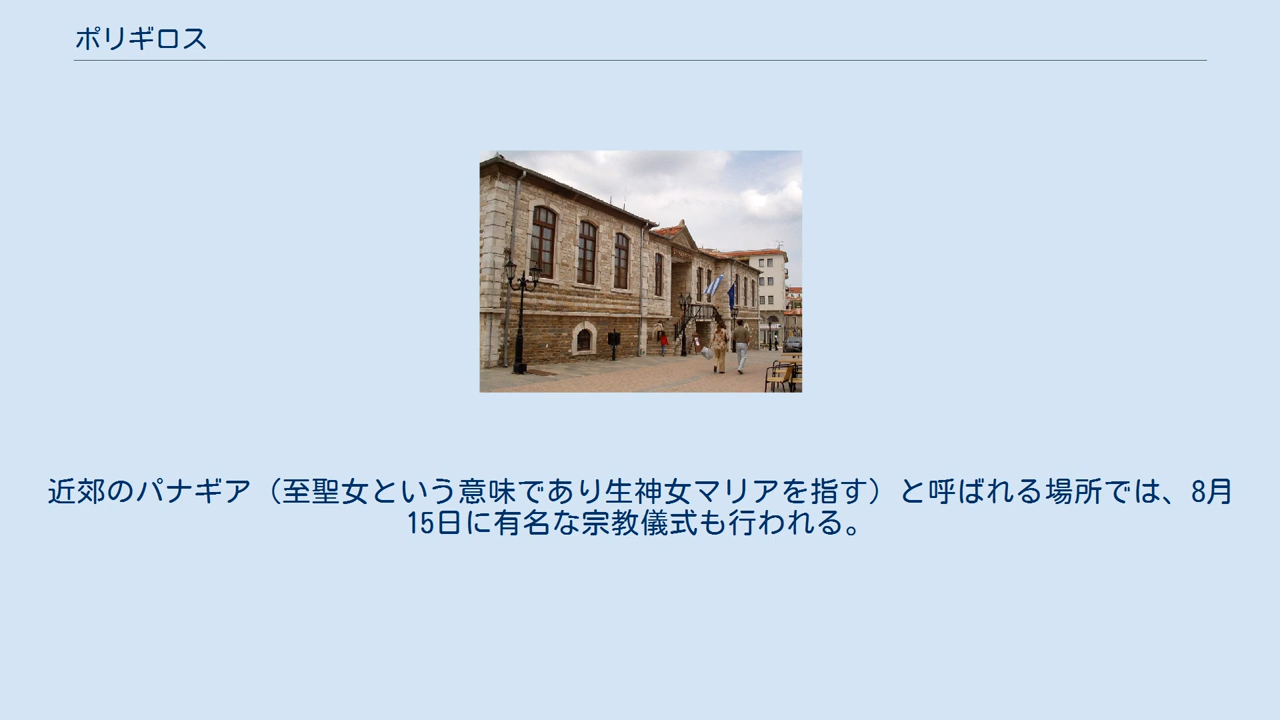 ポリギロス
近郊のパナギア（至聖女という意味であり生神女マリアを指す）と呼ばれる場所では、8月
15日に有名な宗教儀式も行われる。